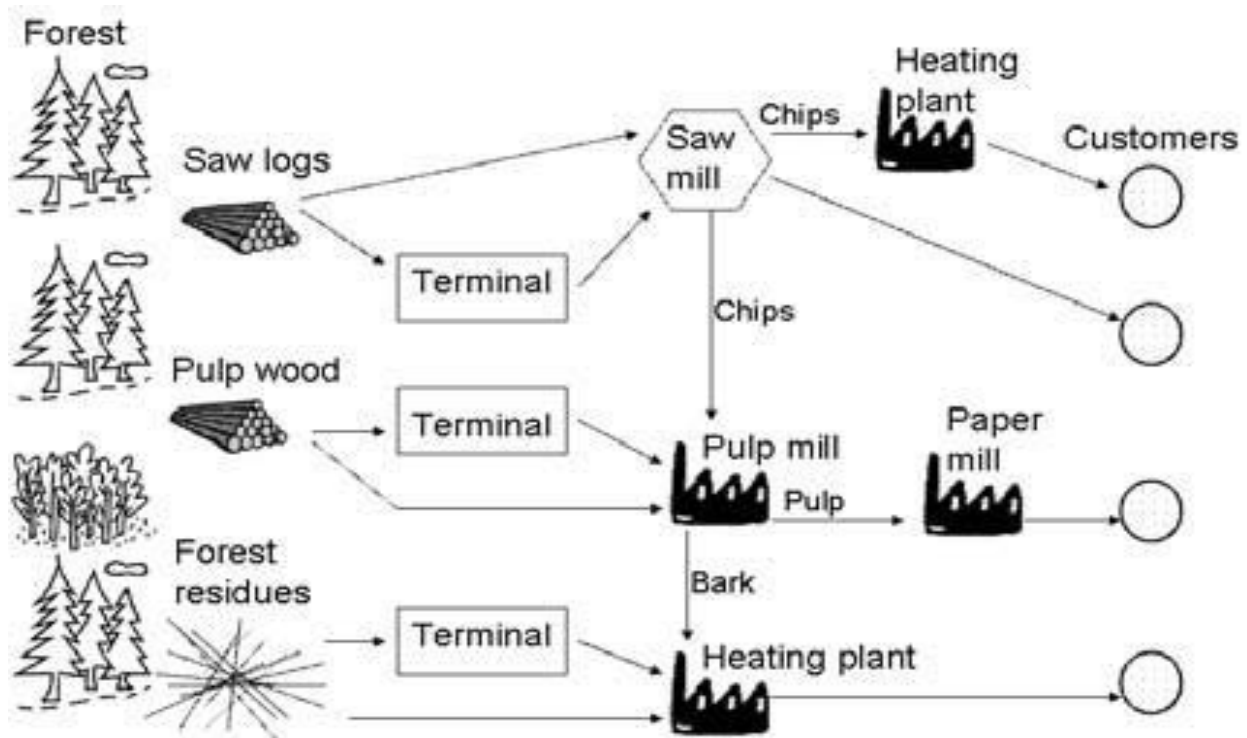 Forest
Heating
plant
Chips
Saw
mill
Customers
Saw logs
Terminal
Chips
Pulp wood
Terminal
Pulp mill
Paper
mill
Pulp
Forest
residues
Bark
Terminal
Heating plant